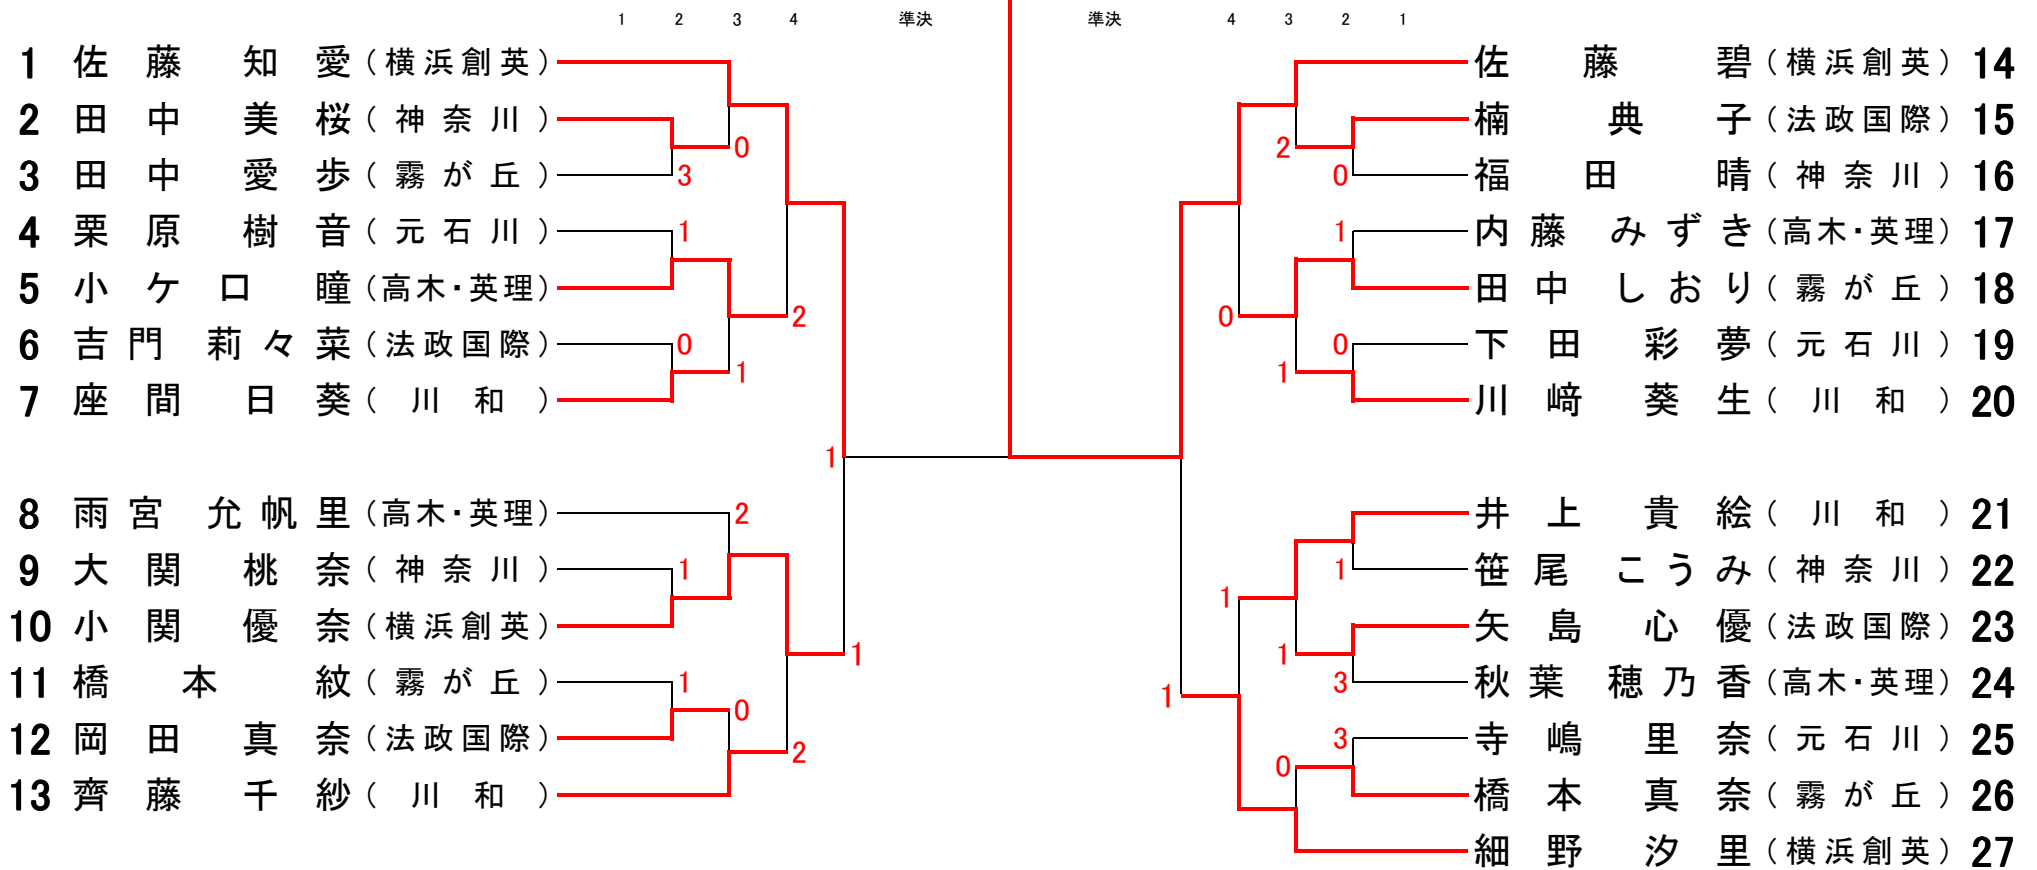 1 2 3 4 準決 準決 4 3 2 1
1 佐藤 知愛 (横浜創英)
2 田中 美桜 (神奈川)
0
3 田中 愛歩 (霧が丘) 3
4 栗原 樹音 (元石川) 1
5 小ケ口 瞳 (高木・英理)
2
6 吉門 莉々菜 (法政国際) 0
1
7 座間 日葵 (川和)
1
8 雨宮 允帆里 (高木・英理) 2
9 大関 桃奈 (神奈川) 1
10 小関 優奈 (横浜創英)
1
11 橋本 紋 (霧が丘) 1
0
12 岡田 真奈 (法政国際)
2
13 齊藤 千紗 (川和)
佐藤 碧 (横浜創英) 14
楠 典子 (法政国際) 15
2
0 福田 晴 (神奈川) 16
1 内藤 みずき (高木・英理) 17
田中 しおり (霧が丘) 18
0
0 下田 彩夢 (元石川) 19
1
川﨑 葵生 (川和) 20
井上 貴絵 (川和) 21
1 笹尾 こうみ (神奈川) 22
1
矢島 心優 (法政国際) 23
1
3 秋葉 穂乃香 (高木・英理) 24
1
3 寺嶋 里奈 (元石川) 25
0
橋本 真奈 (霧が丘) 26
細野 汐里 (横浜創英) 27